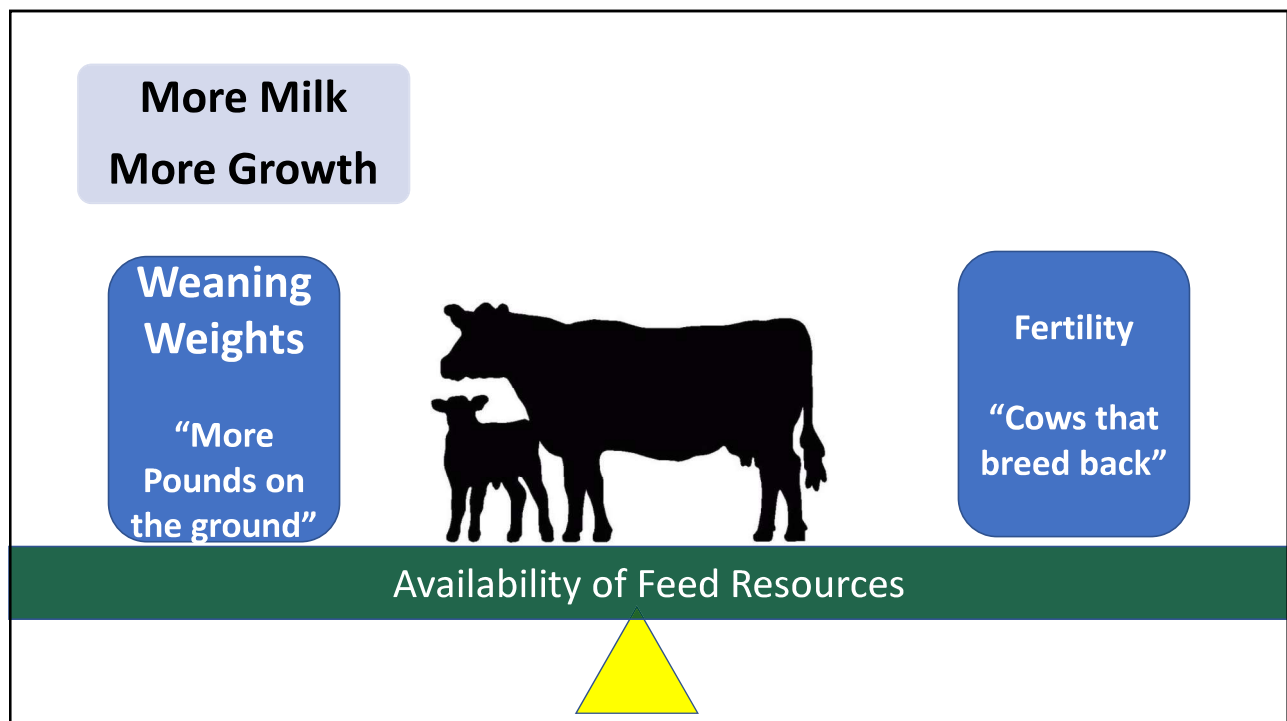 More Milk
More Growth
Weaning
Weights
“More
Pounds on
the ground”
Fertility
“Cows that
breed back”
Availability of Feed Resources